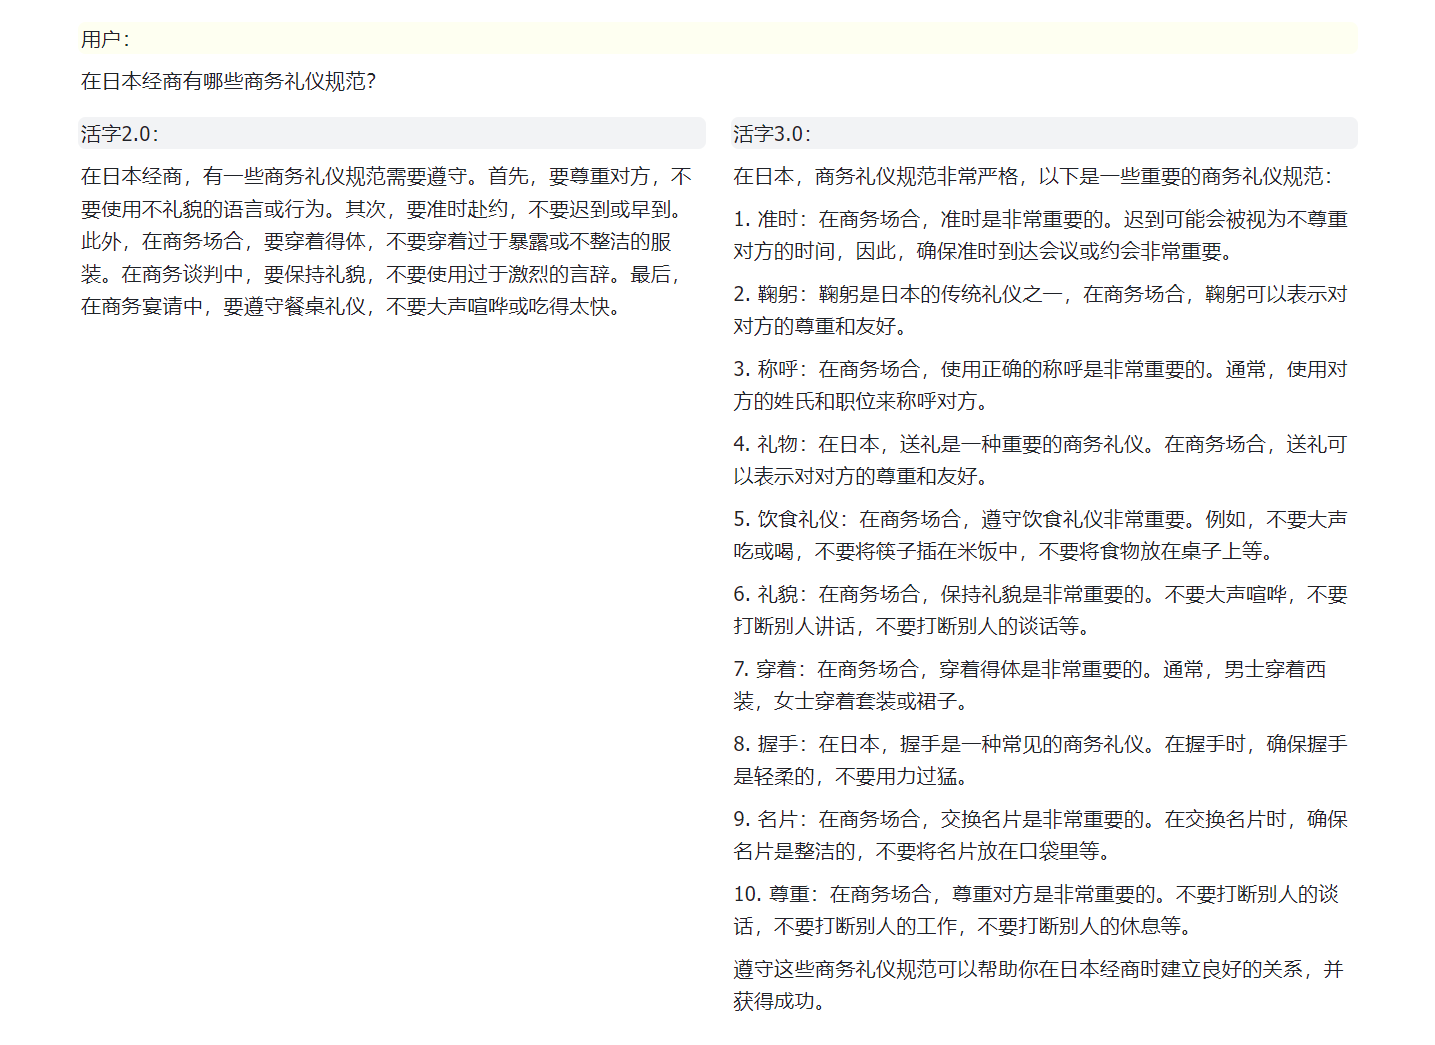 用户：
在日本经商有哪些商务礼仪规范？
活字2.0：
在日本经商，有一些商务礼仪规范需要遵守。首先，要尊重对方，不
要使用不礼貌的语言或行为。其次，要准时赴约，不要迟到或早到。
此外，在商务场合，要穿着得体，不要穿着过于暴露或不整洁的服
装。在商务谈判中，要保持礼貌，不要使用过于激烈的言辞。最后，
在商务宴请中，要遵守餐桌礼仪，不要大声喧哗或吃得太快。
活字3.0：
在日本，商务礼仪规范非常严格，以下是一些重要的商务礼仪规范：
1. 准时：在商务场合，准时是非常重要的。迟到可能会被视为不尊重
对方的时间，因此，确保准时到达会议或约会非常重要。
2. 鞠躬：鞠躬是日本的传统礼仪之一，在商务场合，鞠躬可以表示对
对方的尊重和友好。
3. 称呼：在商务场合，使用正确的称呼是非常重要的。通常，使用对
方的姓氏和职位来称呼对方。
4. 礼物：在日本，送礼是一种重要的商务礼仪。在商务场合，送礼可
以表示对对方的尊重和友好。
5. 饮食礼仪：在商务场合，遵守饮食礼仪非常重要。例如，不要大声
吃或喝，不要将筷子插在米饭中，不要将食物放在桌子上等。
6. 礼貌：在商务场合，保持礼貌是非常重要的。不要大声喧哗，不要
打断别人讲话，不要打断别人的谈话等。
7. 穿着：在商务场合，穿着得体是非常重要的。通常，男士穿着西
装，女士穿着套装或裙子。
8. 握手：在日本，握手是一种常见的商务礼仪。在握手时，确保握手
是轻柔的，不要用力过猛。
9. 名片：在商务场合，交换名片是非常重要的。在交换名片时，确保
名片是整洁的，不要将名片放在口袋里等。
10. 尊重：在商务场合，尊重对方是非常重要的。不要打断别人的谈
话，不要打断别人的工作，不要打断别人的休息等。
遵守这些商务礼仪规范可以帮助你在日本经商时建立良好的关系，并
获得成功。